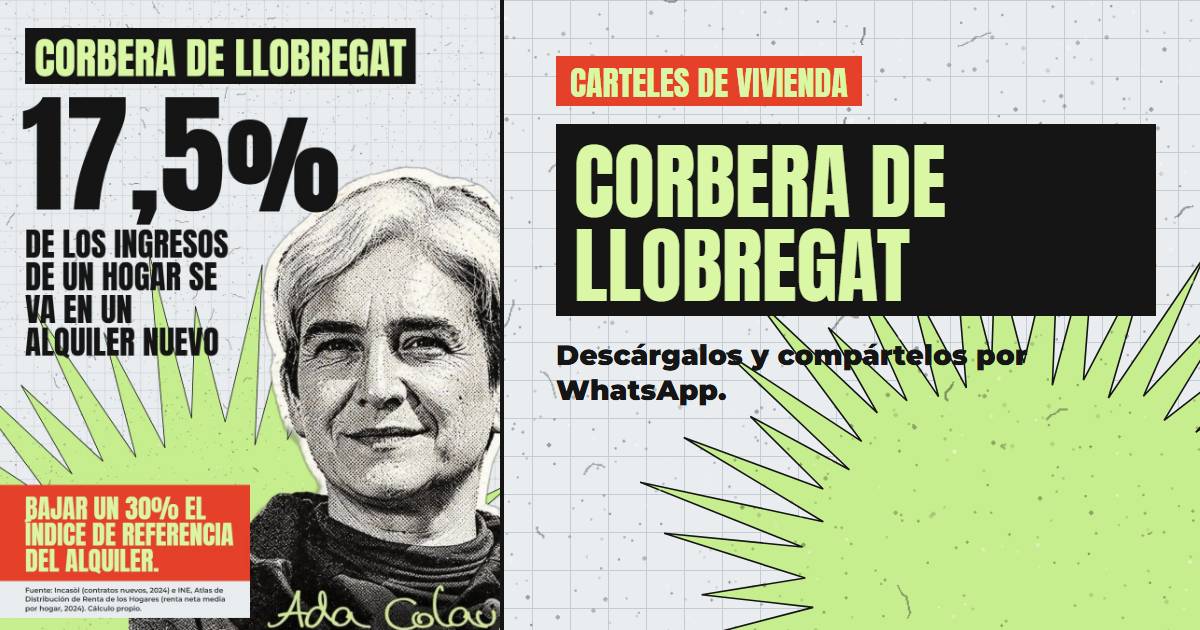 CORBERA DE LLOBREGAT
17,5%
DE LOS INGRESOS
DE UN HOGAR SE
VA EN UN
ALQUILER NUEVO
BAJAR UN 30% EL
ÍNDICE DE REFERENCIA
DEL ALQUILER.
Fuente: Incasòl (contratos nuevos, 2024) e INE, Atlas de
Distribución de Renta de los Hogares (renta neta media
por hogar, 2024). Cálculo propio.
Ada Colau
CARTELES DE VIVIENDA
CORBERA DE
LLOBREGAT
Descárgalos y compártelos por
WhatsApp.